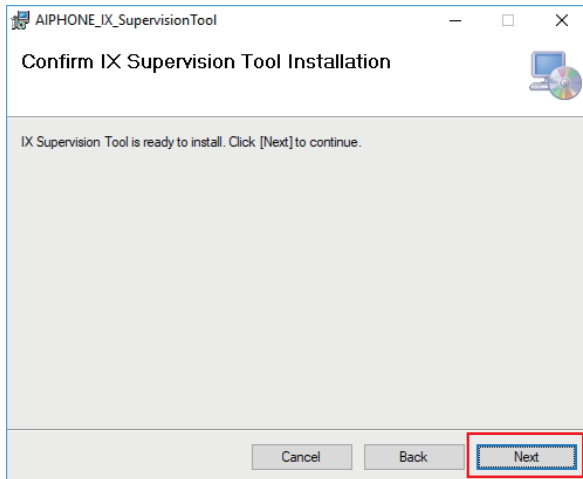 AIPHONE_IX_SupervisionTool
Confirm IX Supervision Tool Installation
IX Supervision Tool is ready to install. Click [Next] to continue.
Cancel Back Next